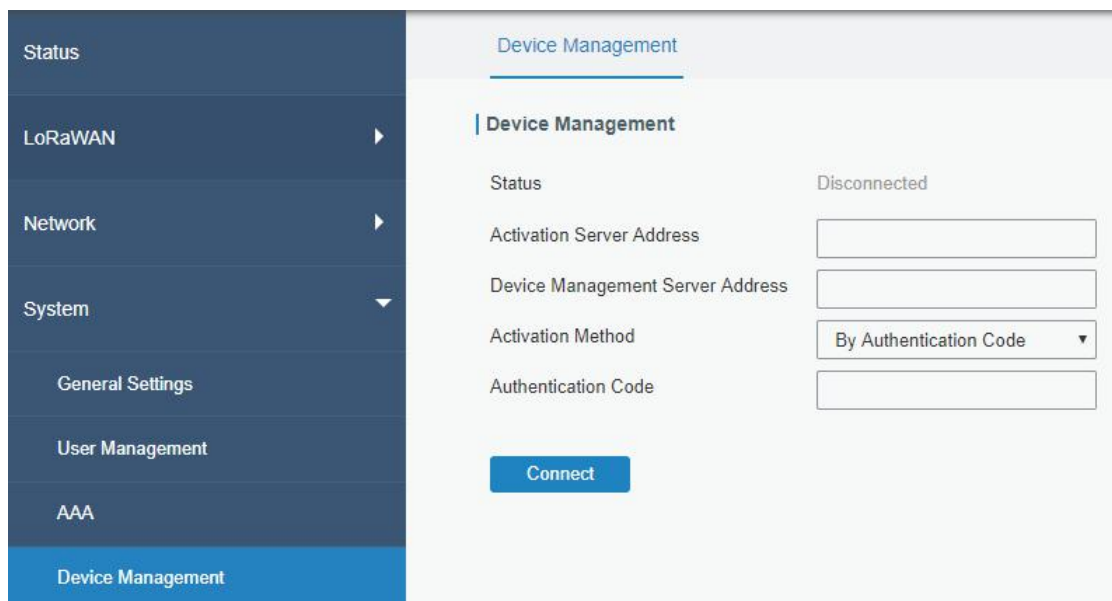 Status
LoRaWAN
Network
System
General Settings
User Management
AAA
Device Management
Device Management
Device Management
Status Disconnected
Activation Server Address
Device Management Server Address
Activation Method By Authentication Code
Authentication Code
Connect